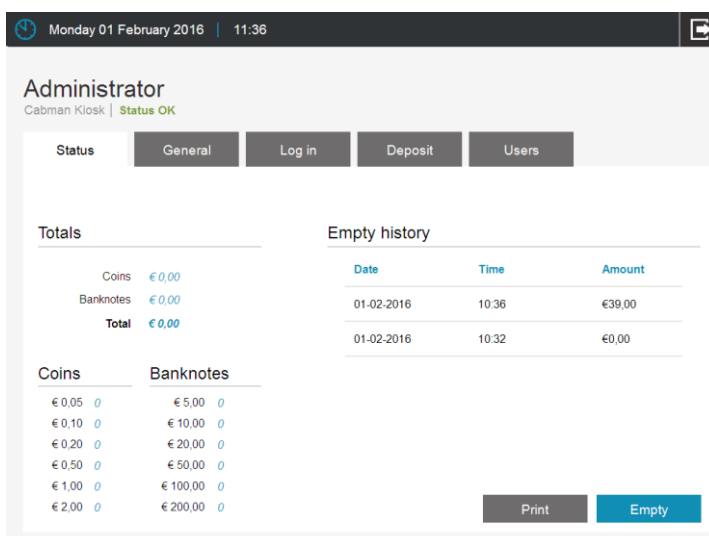 Monday 01 February 2016 | 11:36
Administrator
Cabman Kiosk | Status OK
Status General Log in Deposit Users
Totals
Coins € 0,00
Banknotes € 0,00
Total € 0,00
Empty history
Date Time Amount
01-02-2016 10:36 €39,00
01-02-2016 10:32 €0,00
Coins
€ 0,05 0
€ 0,10 0
€ 0,20 0
€ 0,50 0
€ 1,00 0
€ 2,00 0
Banknotes
€ 5,00 0
€ 10,00 0
€ 20,00 0
€ 50,00 0
€ 100,00 0
€ 200,00 0
Print Empty